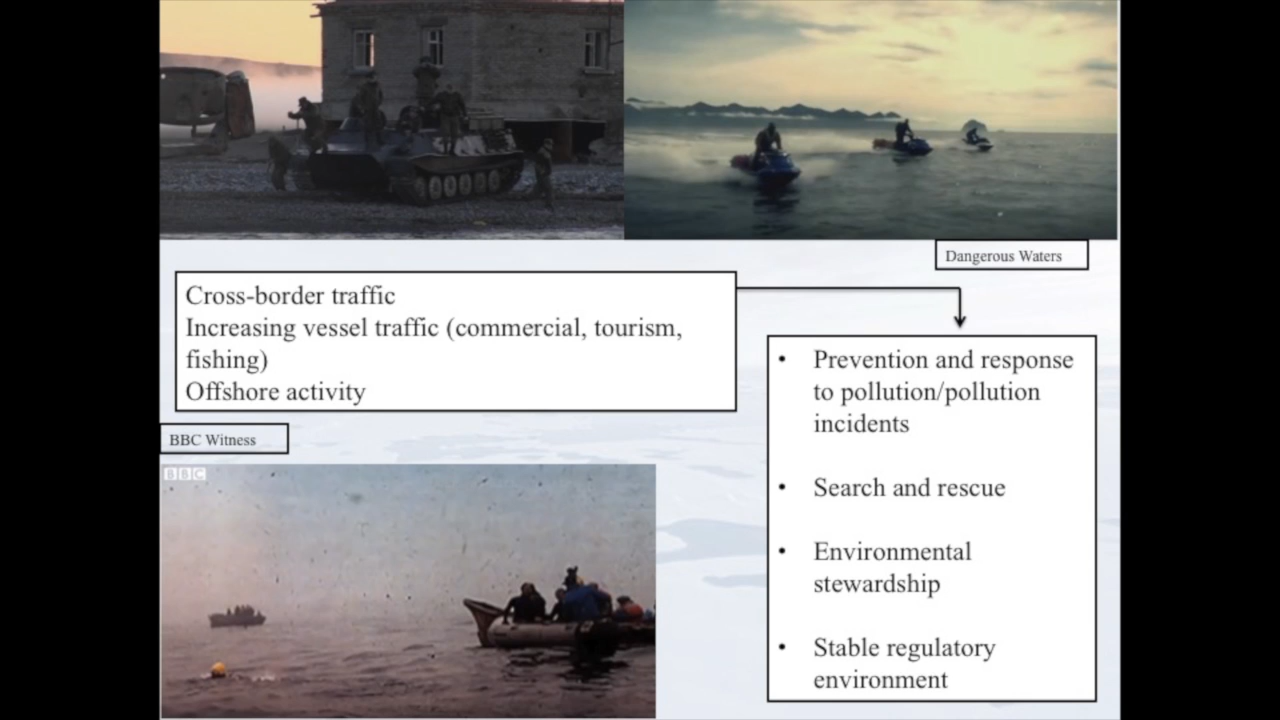 Dangerous Waters
Cross-border traffic
Increasing vessel traffic (commercial, tourism,
fishing)
Offshore activity
Prevention and response
to pollution/pollution
incidents
Search and rescue
Environmental
stewardship
Stable regulatory
environment
BBC Witness
BBC